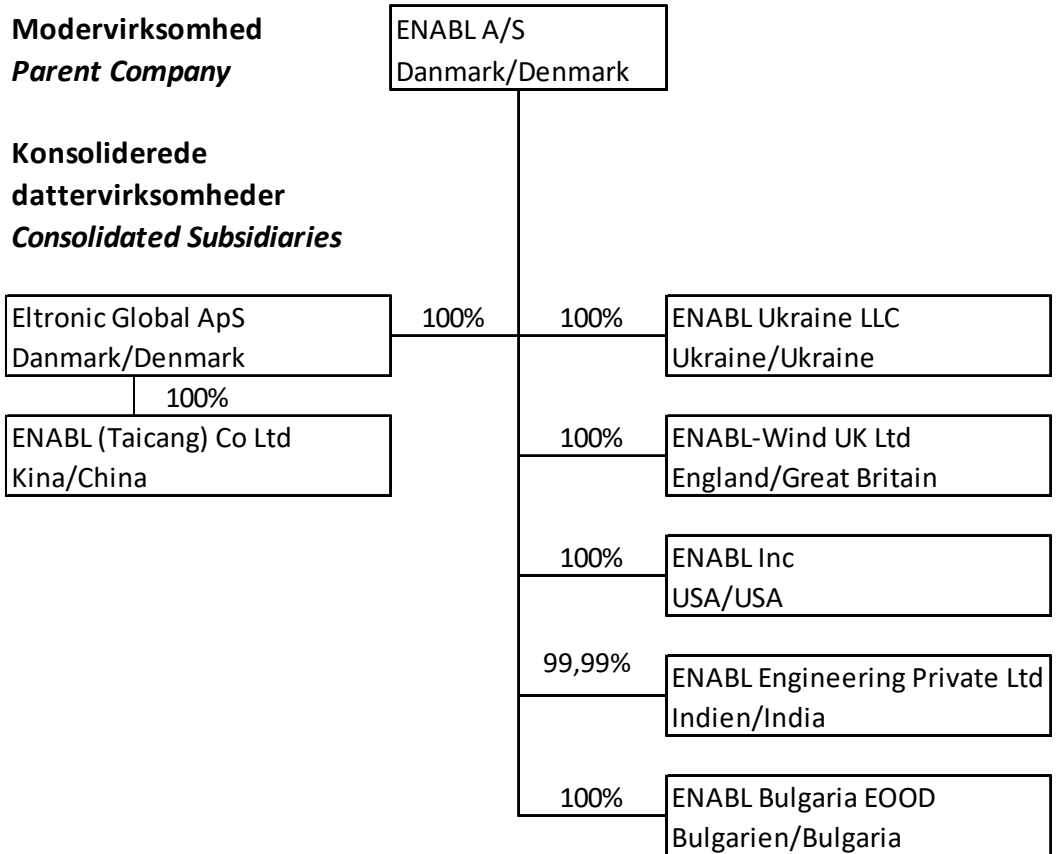 Modervirksomhed
Parent Company
ENABL A/S
Danmark/Denmark
Konsoliderede
dattervirksomheder
Consolidated Subsidiaries
Eltronic Global ApS
Danmark/Denmark
100%
100%
ENABL Ukraine LLC
Ukraine/Ukraine
100%
ENABL (Taicang) Co Ltd
Kina/China
100%
ENABL-Wind UK Ltd
England/Great Britain
100%
ENABL Inc
USA/USA
99,99%
ENABL Engineering Private Ltd
Indien/India
100%
ENABL Bulgaria EOOD
Bulgarien/Bulgaria